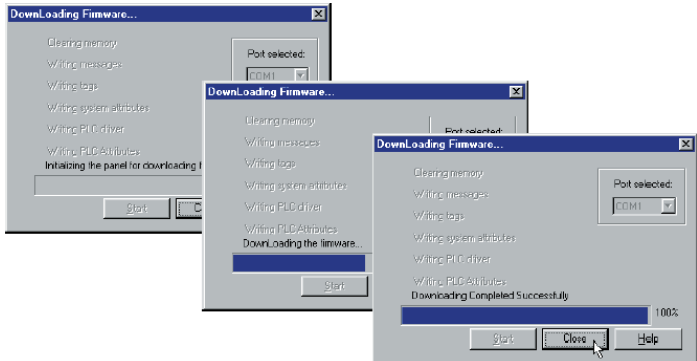 DownLoading Firmware...
Clearing memory
Writing messages
Writing tags
Writing system attributes
Writing PLC driver
Writing PLC Attributes
Initializing the panel for downloading
Port selected:
COM1
Start
DownLoading Firmware...
Clearing memory
Writing messages
Writing tags
Writing system attributes
Writing PLC driver
Writing PLC Attributes
DownLoading the firmware...
Port selected:
Start
DownLoading Firmware...
Clearing memory
Writing messages
Writing tags
Writing system attributes
Writing PLC driver
Writing PLC Attributes
Downloading Completed Successfully
Port selected:
COM1
100%
Start Close Help